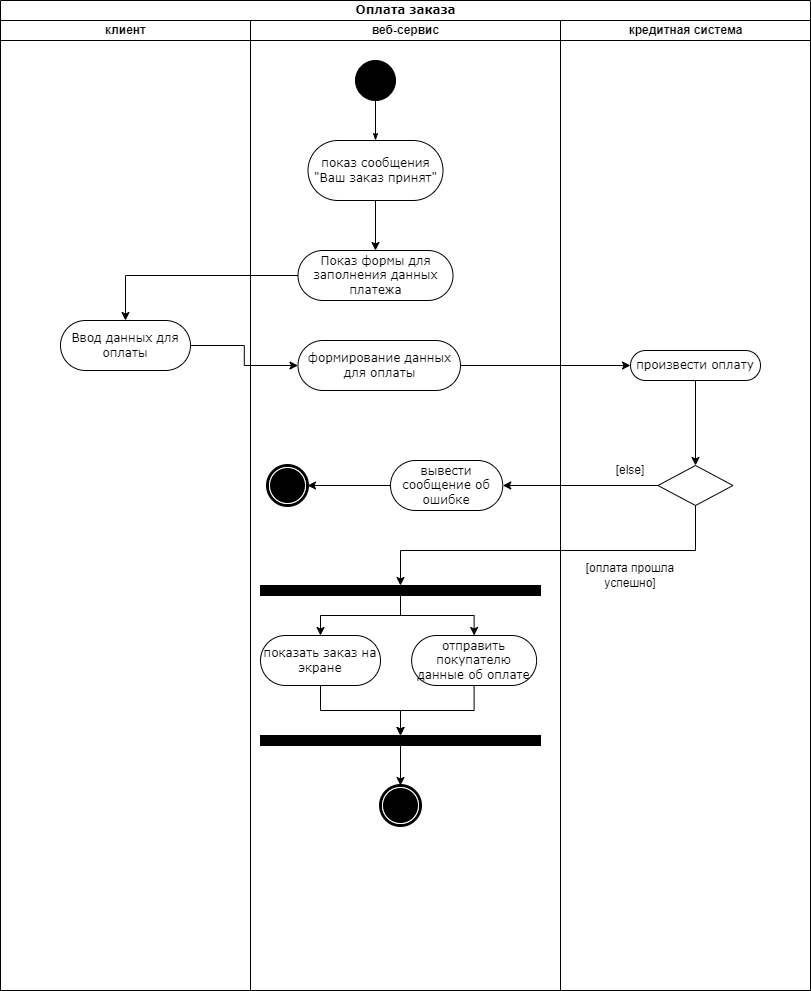 Оплата заказа
клиент
веб-сервис
кредитная система
показ сообщения
"Ваш заказ принят"
Показ формы для
заполнения данных
платежа
Ввод данных для
оплаты
формирование данных
для оплаты
произвести оплату
[else]
вывести
сообщение об
ошибке
[оплата прошла
успешно]
показать заказ на
экране
отправить
покупателю
данные об оплате